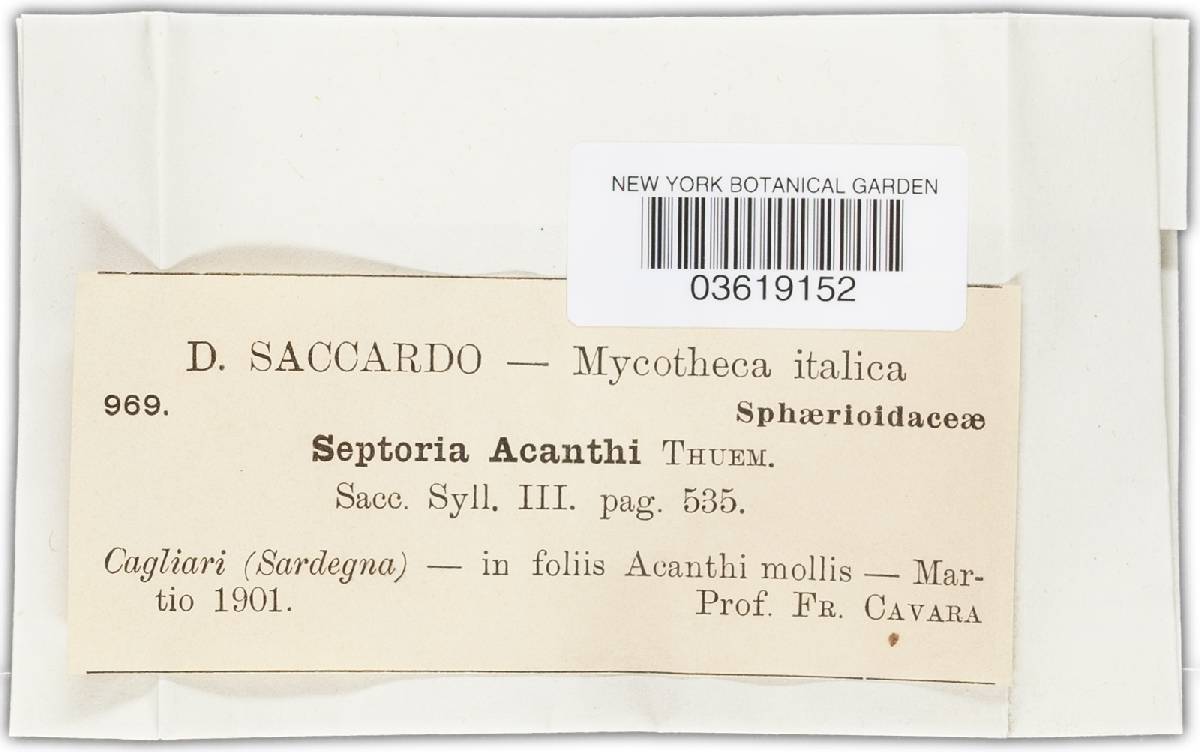 NEW YORK BOTANICAL GARDEN
03619152
D. SACCARDO — Mycotheca italica
969.
Sphærioidaceæ
Septoria Acanthi THUEM.
Sacc. Syll. III. pag. 535.
Cagliari (Sardegna) — in foliis Acanthi mollis — Mar-
tio 1901. Prof. FR. CAVARA